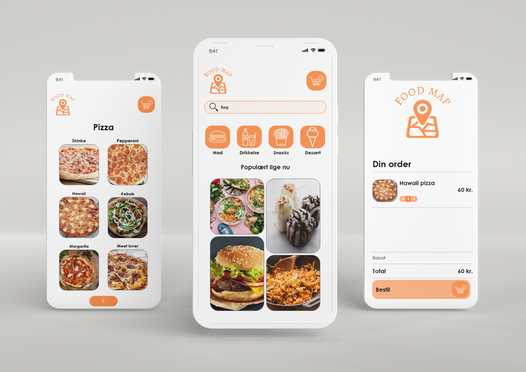 9:41
FOOD MAP
Pizza
Skinke
Pepperoni
Hawaii
Kebab
Margarita
Meat lover
9:41
FOOD MAP
Søg
Mad
Drikkelse
Snacks
Dessert
Populært lige nu
9:41
FOOD MAP
Din order
Hawaii pizza
60 kr.
Rabat
Total
60 kr.
Bestil